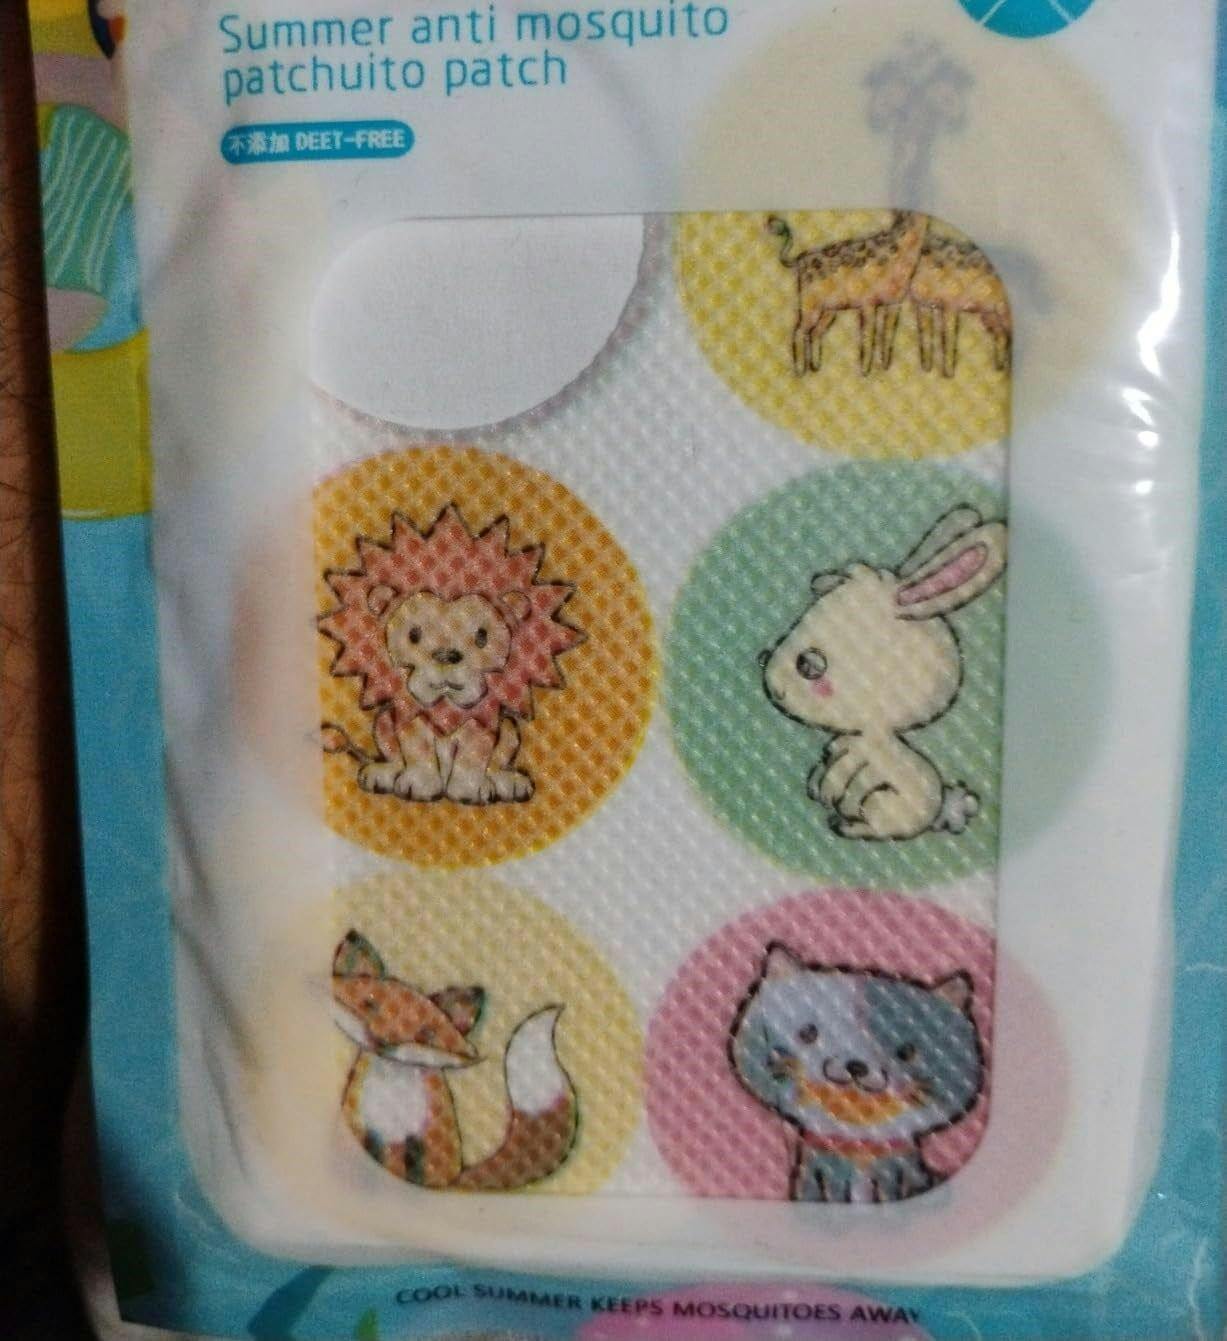 Summer anti mosquito
patchuito patch
不添加 DEET-FREE
COOL SUMMER KEEPS MOSQUITOES AWAY